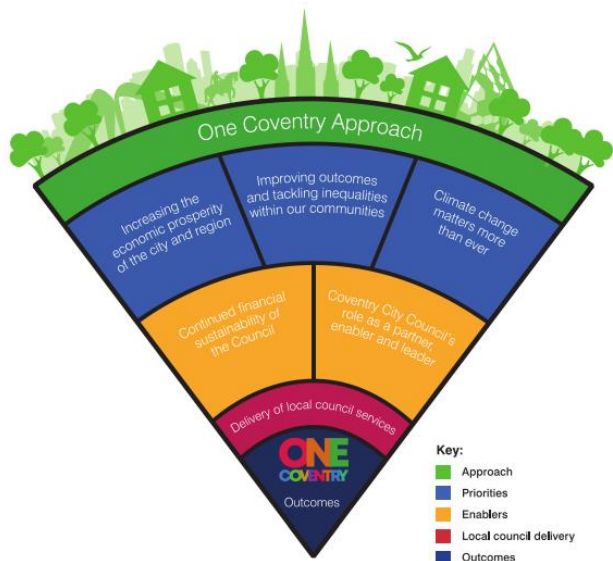 One Coventry Approach
Increasing the
economic prosperity
of the city and region
Improving outcomes
and tackling inequalities
within our communities
Climate change
matters more
than ever
Continued financial
sustainability of
the Council
Coventry City Council's
role as a partner,
enabler and leader
Delivery of local council services
ONE
COVENTRY
Outcomes
Key:
Approach
Priorities
Enablers
Local council delivery
Outcomes